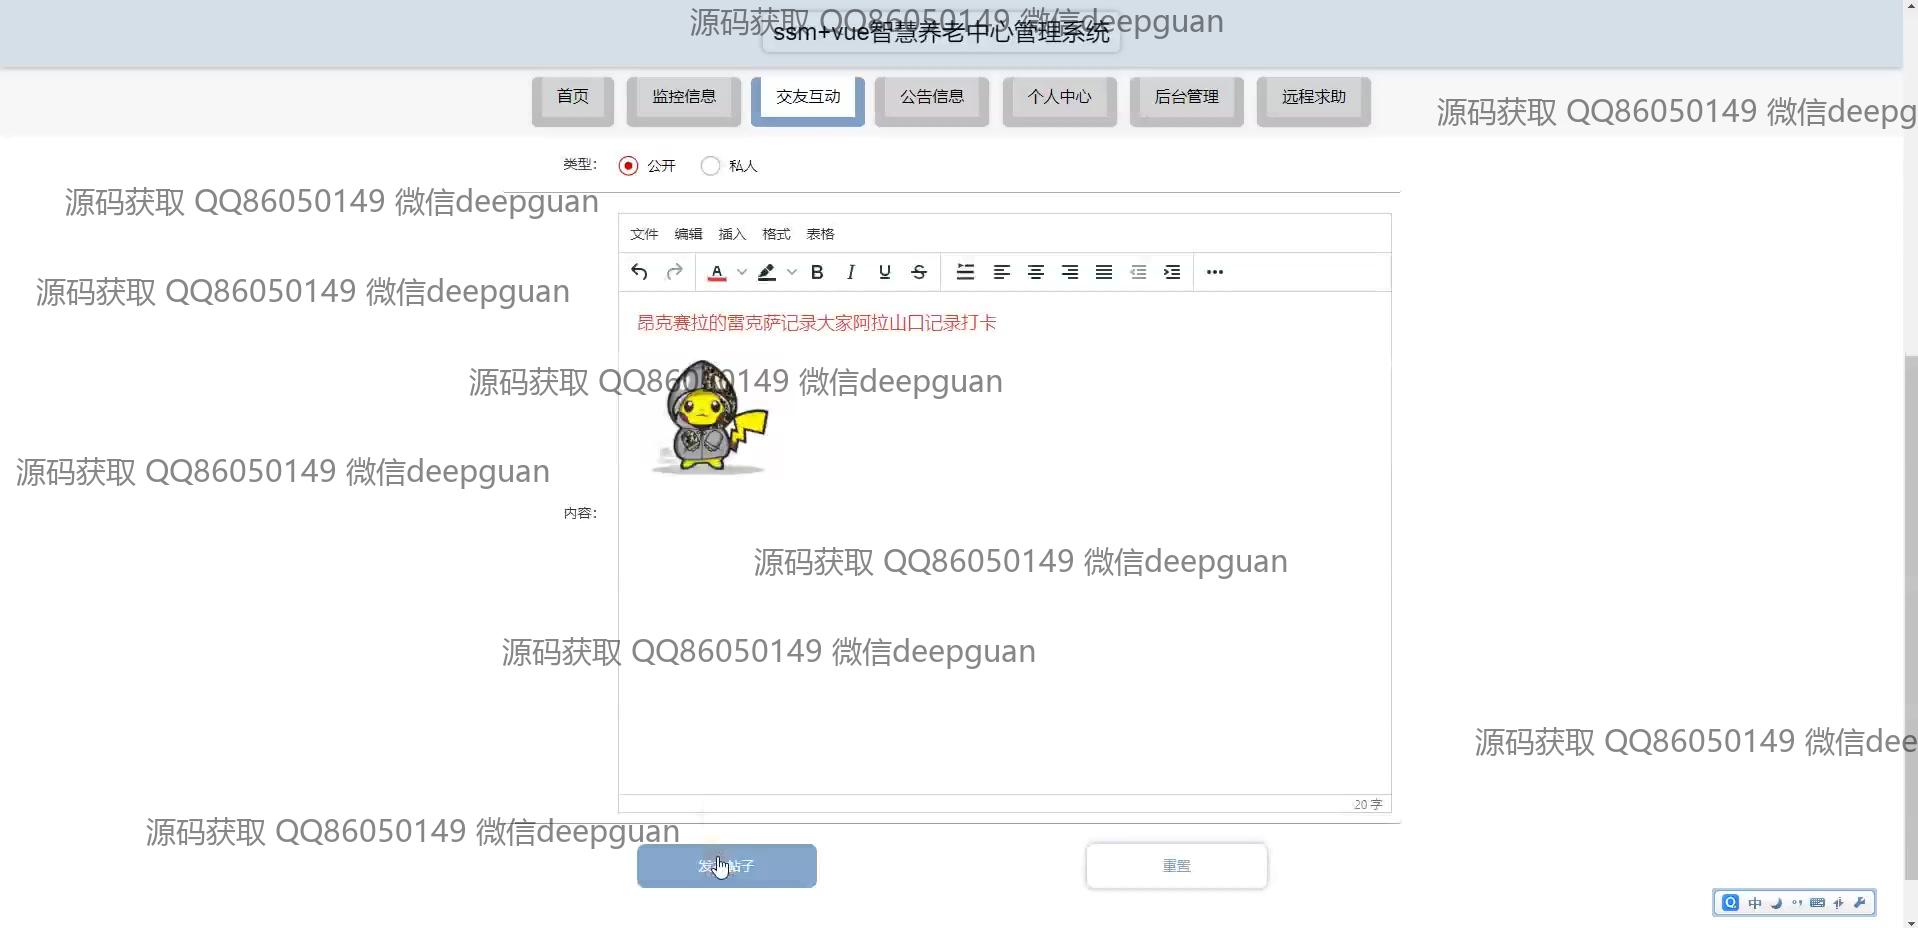 源码获取 QQ86050149 微信deepguan
ssm+vue智慧养老中心管理系统
首页 监控信息 交友互动 公告信息 个人中心 后台管理 远程求助
源码获取 QQ86050149 微信deepg
类型： 公开 私人
源码获取 QQ86050149 微信deepguan
文件 编辑 插入 格式 表格
源码获取 QQ86050149 微信deepguan
昂克赛拉的雷克萨记录大家阿拉山口记录打卡
源码获取 QQ86050149 微信deepguan
源码获取 QQ86050149 微信deepguan
内容：
源码获取 QQ86050149 微信deepguan
源码获取 QQ86050149 微信deepguan
源码获取 QQ86050149 微信dee
20 字
源码获取 QQ86050149 微信deepguan
发布帖子 重置
中